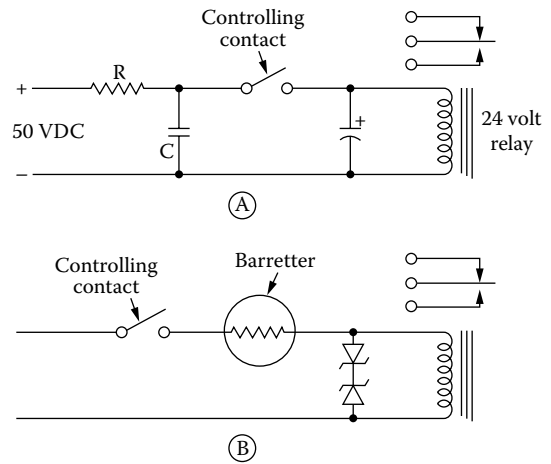 Controlling
contact
R
+
50 VDC
C
+
24 volt
relay
−
A
Controlling
contact
Barretter
B